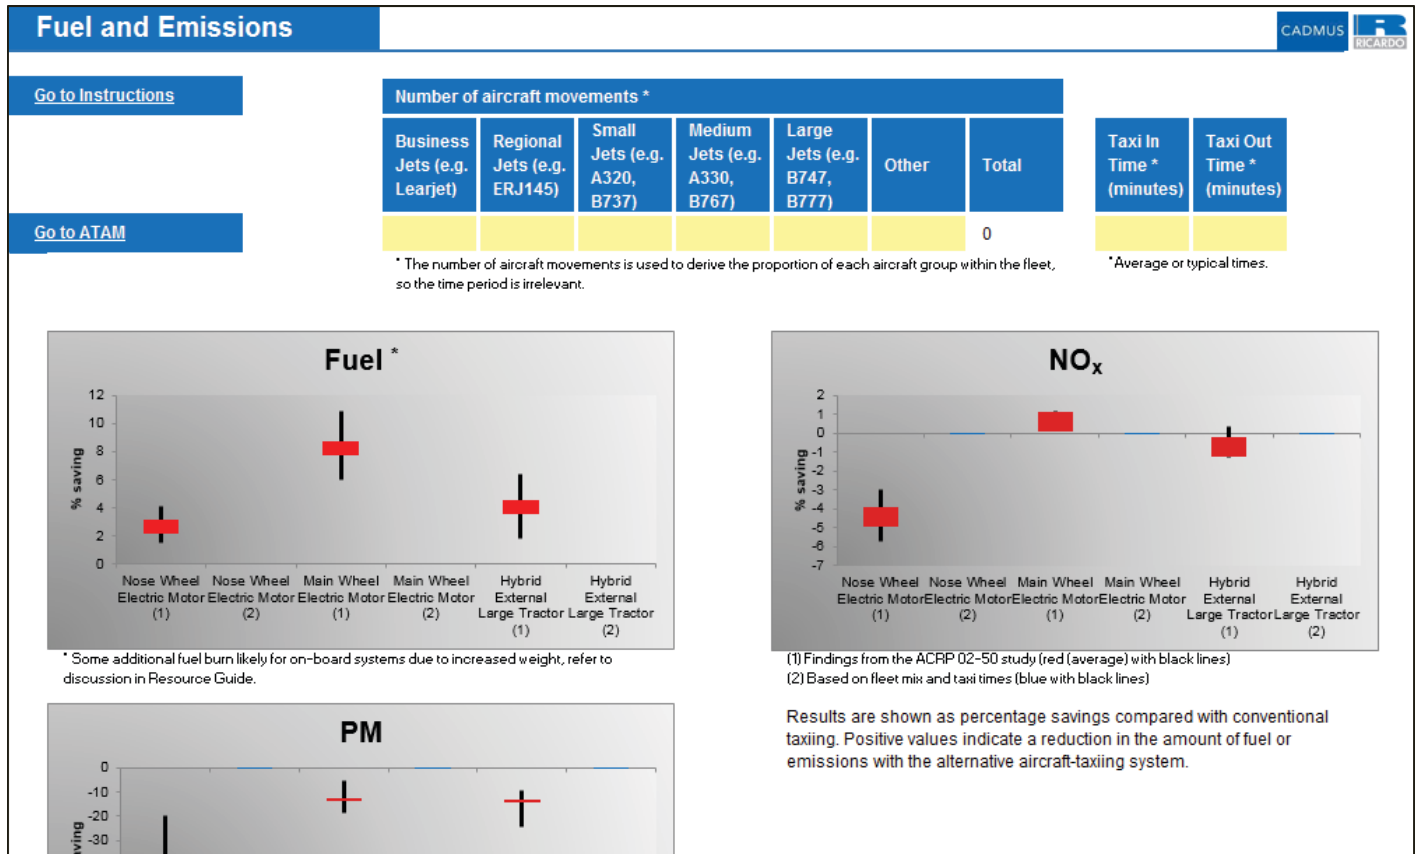 Fuel and Emissions
CADMUS
RICARDO
Go to Instructions
Number of aircraft movements *
Business Jets (e.g. Learjet)
Regional Jets (e.g. ERJ145)
Small Jets (e.g. A320, B737)
Medium Jets (e.g. A330, B767)
Large Jets (e.g. B747, B777)
Other
Total
Taxi In Time * (minutes)
Taxi Out Time * (minutes)
Go to ATAM
0
* The number of aircraft movements is used to derive the proportion of each aircraft group within the fleet,
so the time period is irrelevant.
*Average or typical times.
Fuel *
% saving
12
10
8
6
4
2
0
Nose Wheel Electric Motor (1)
Nose Wheel Electric Motor (2)
Main Wheel Electric Motor (1)
Main Wheel Electric Motor (2)
Hybrid External Large Tractor (1)
Hybrid External Large Tractor (2)
* Some additional fuel burn likely for on-board systems due to increased weight, refer to
discussion in Resource Guide.
NOx
% saving
2
1
0
-1
-2
-3
-4
-5
-6
-7
Nose Wheel Electric Motor (1)
Nose Wheel Electric Motor (2)
Main Wheel Electric Motor (1)
Main Wheel Electric Motor (2)
Hybrid External Large Tractor (1)
Hybrid External Large Tractor (2)
(1) Findings from the ACRP 02-50 study (red (average) with black lines)
(2) Based on fleet mix and taxi times (blue with black lines)
Results are shown as percentage savings compared with conventional
taxiing. Positive values indicate a reduction in the amount of fuel or
emissions with the alternative aircraft-taxiing system.
PM
0
-10
-20
-30